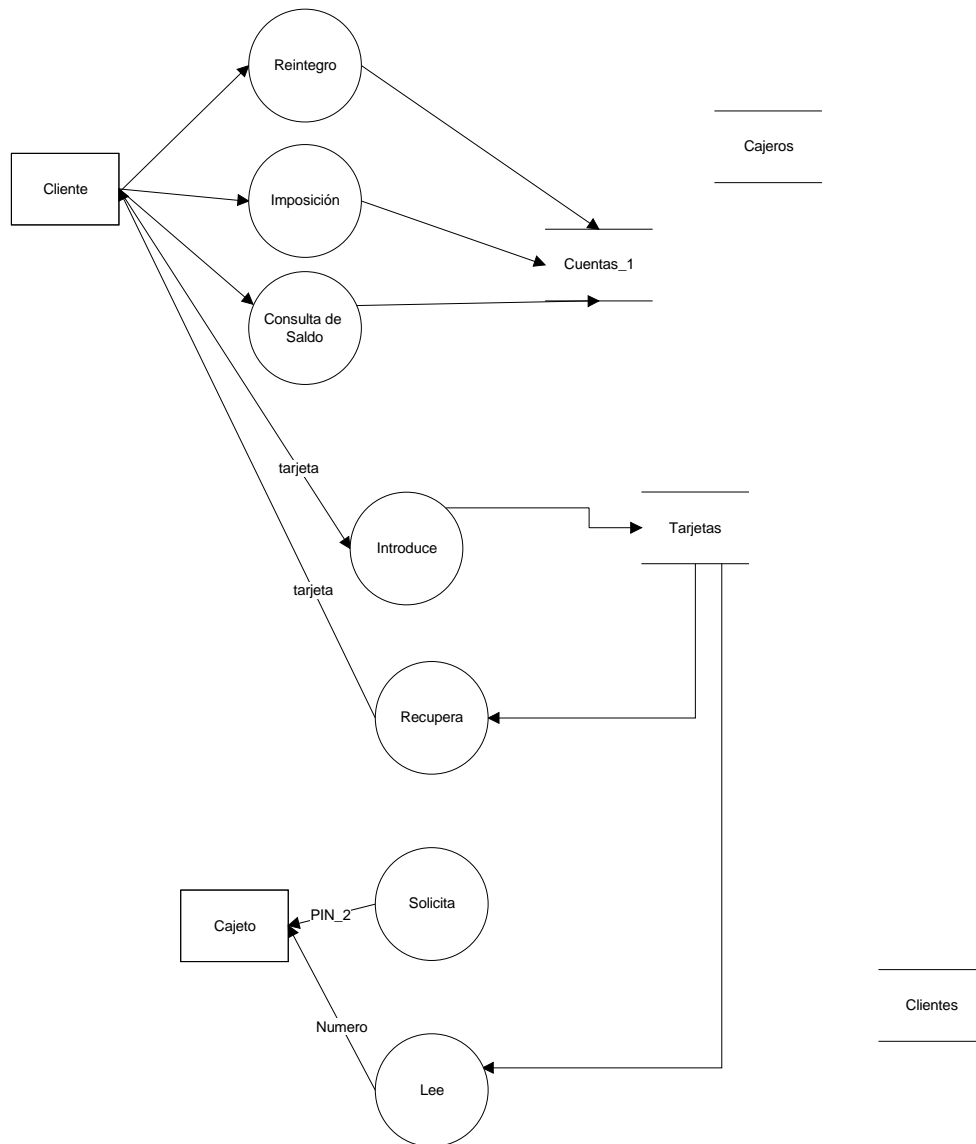 Reintegro
Cajeros
Cliente
Imposición
Cuentas_1
Consulta de
Saldo
tarjeta
Introduce
Tarjetas
tarjeta
Recupera
Solicita
PIN_2
Cajeto
Clientes
Numero
Lee